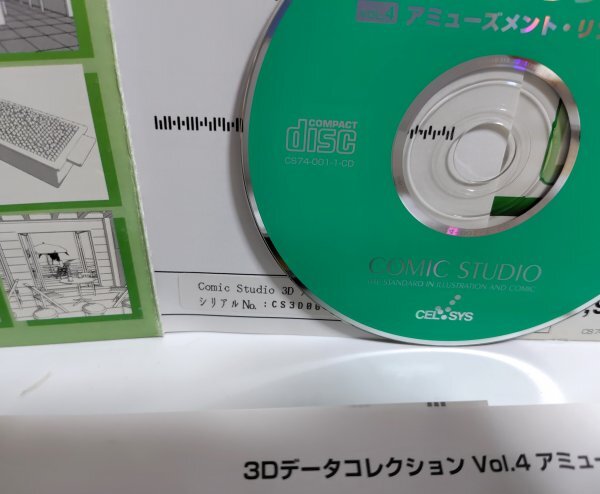 vol.4 アミューズメント・リ
COMPACT
disc
CS74-001-1-CD
COMIC STUDIO
THE STANDARD IN ILLUSTRATION AND COMIC
CELSYS
Comic Studio 3D
シリアルNo.:CS3D0
3Dデータコレクション Vol.4 アミュー